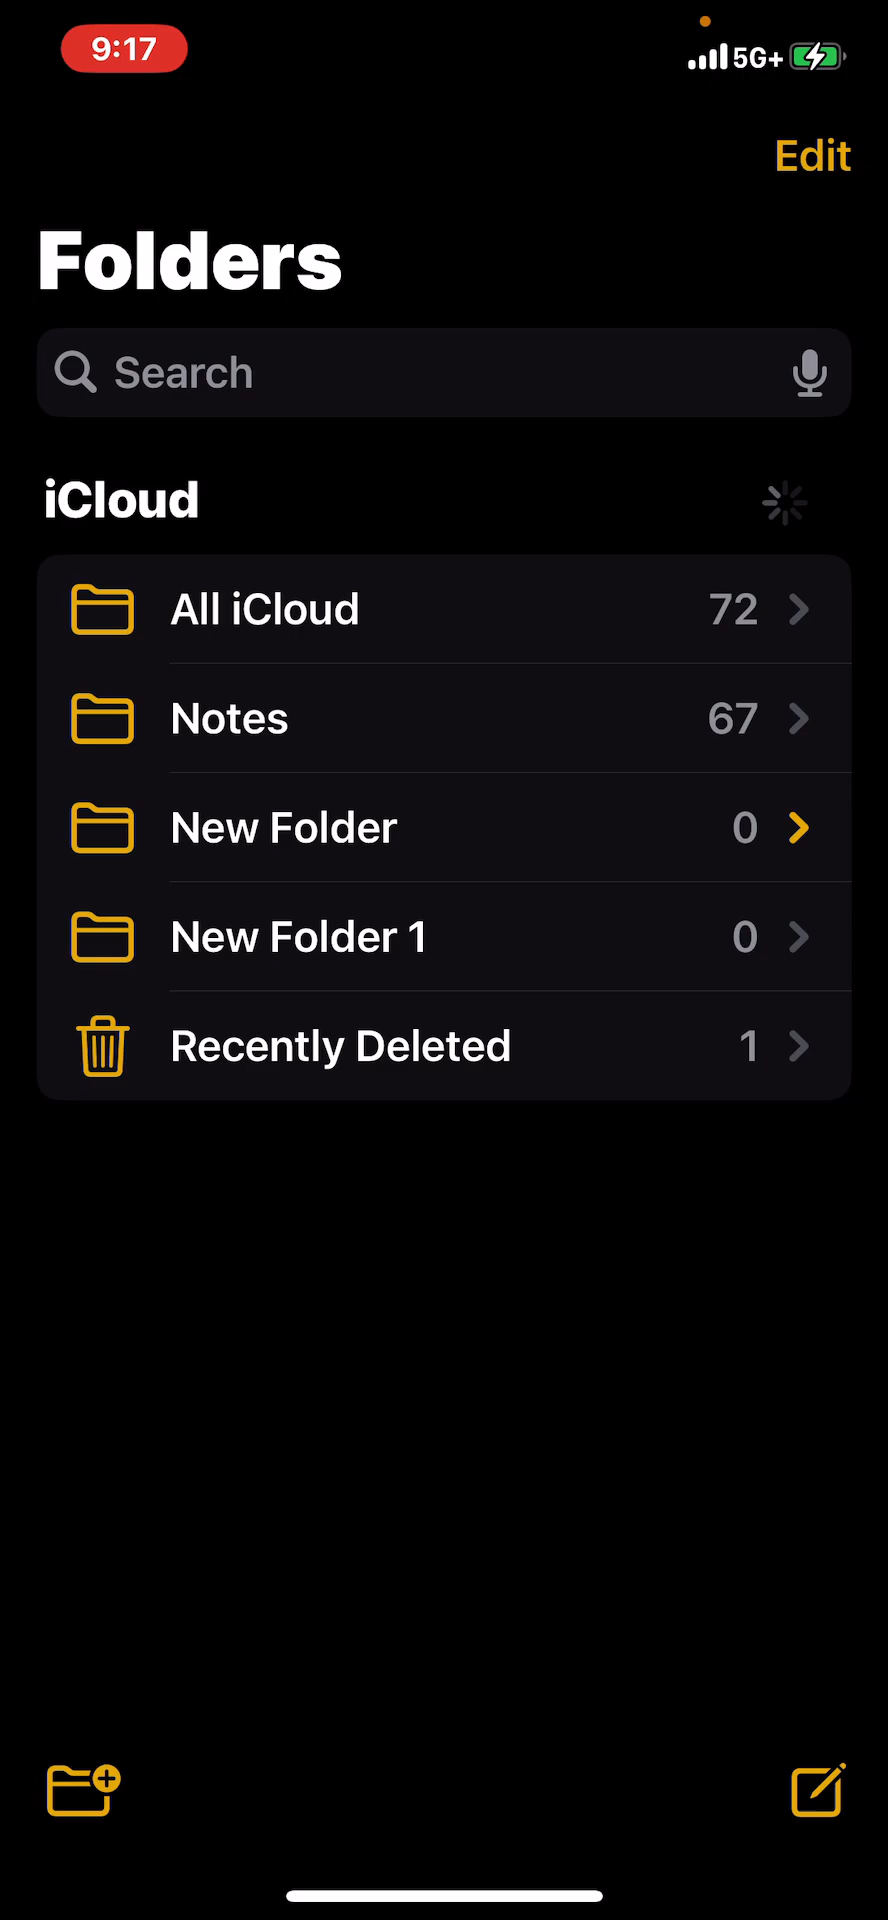 9:17
5G+
Edit
Folders
Search
iCloud
All iCloud 72
Notes 67
New Folder 0
New Folder 1 0
Recently Deleted 1